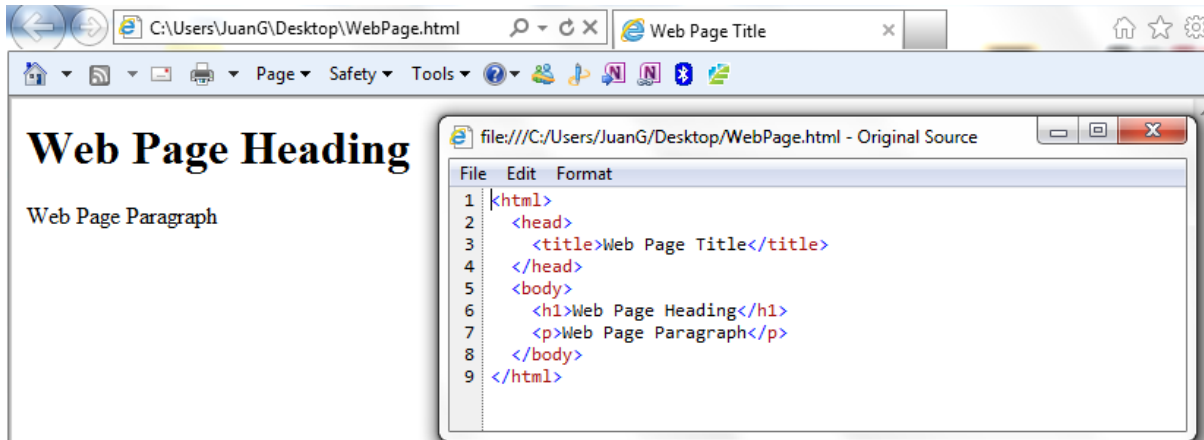 C:\Users\JuanG\Desktop\WebPage.html
Web Page Title
Page Safety Tools
Web Page Heading
Web Page Paragraph
file:///C:/Users/JuanG/Desktop/WebPage.html - Original Source
File Edit Format
1 <html>
2 <head>
3 <title>Web Page Title</title>
4 </head>
5 <body>
6 <h1>Web Page Heading</h1>
7 <p>Web Page Paragraph</p>
8 </body>
9 </html>